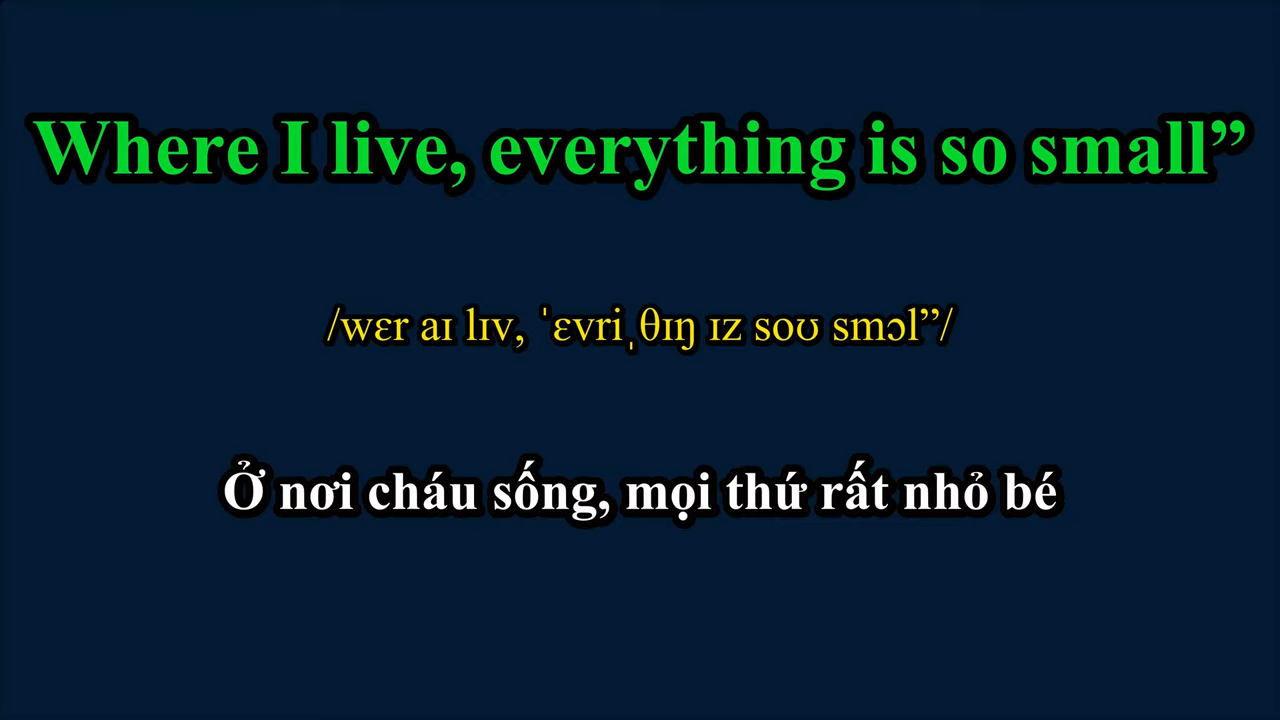 Where I live, everything is so small”
/wɛr aɪ lɪv, ˈɛvriˌθɪŋ ɪz soʊ smɔl”/
Ở nơi cháu sống, mọi thứ rất nhỏ bé